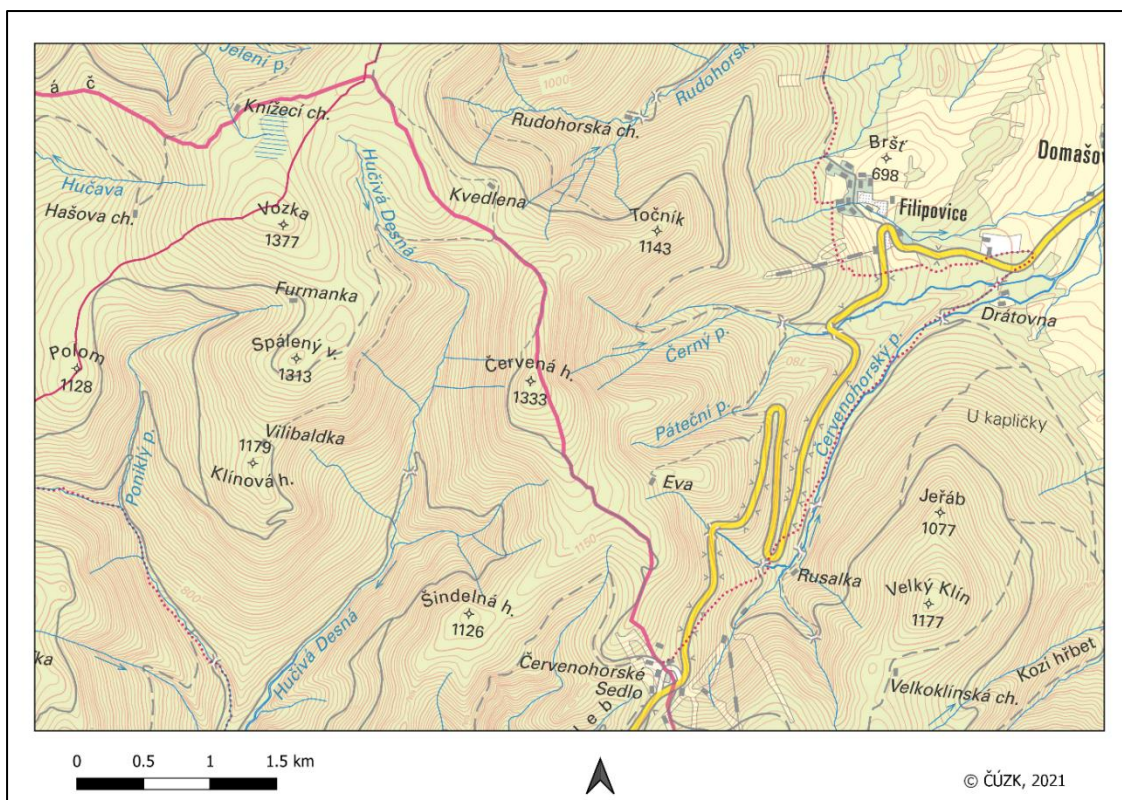 Jelení p.
1000
Rudohorský
á č
Knížecí ch.
Rudohorská ch.
Bršť
698
Domašov
Hučivá Desná
Hučava
Kvedlena
Hašova ch.
Vozka
1377
Točník
1143
Filipovice
Furmanka
Drátovna
Polom
1128
Spálený v.
1313
Červená h.
1333
Černý p.
780
Červenohorský p.
Páteční p.
U kapličky
Poniklý p.
Vilibaldka
1179
Klínová h.
Eva
Jeřáb
1077
1150
800
Šindelná h.
1126
Rusalka
Velký Klín
1177
Hučivá Desná
Červenohorské
Sedlo
Kozí hřbet
Velkoklínská ch.
l e b
0 0.5 1 1.5 km
© ČÚZK, 2021